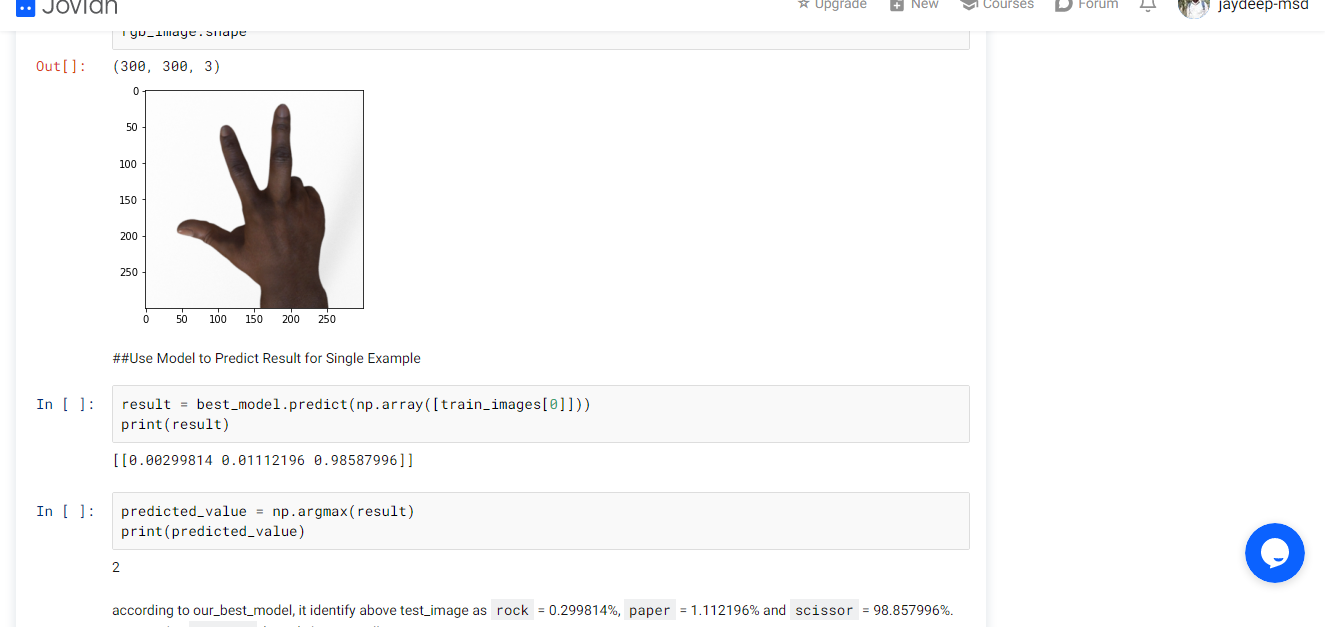 Jovian
Upgrade New Courses Forum jaydeep-msd
rgb_image.shape
Out[]: (300, 300, 3)
0
50
100
150
200
250
0 50 100 150 200 250
##Use Model to Predict Result for Single Example
In [ ]: result = best_model.predict(np.array([train_images[0]]))
print(result)
[[0.00299814 0.01112196 0.98587996]]
In [ ]: predicted_value = np.argmax(result)
print(predicted_value)
2
according to our_best_model, it identify above test_image as rock = 0.299814%, paper = 1.112196% and scissor = 98.857996%.